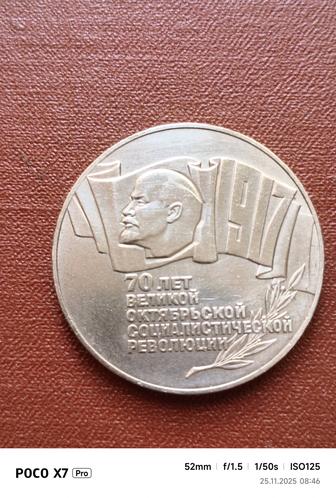 1917
70 ЛЕТ
ВЕЛИКОЙ
ОКТЯБРЬСКОЙ
СОЦИАЛИСТИЧЕСКОЙ
РЕВОЛЮЦИИ
POCO X7 Pro
52mm f/1.5 1/50s ISO125
25.11.2025 08:46